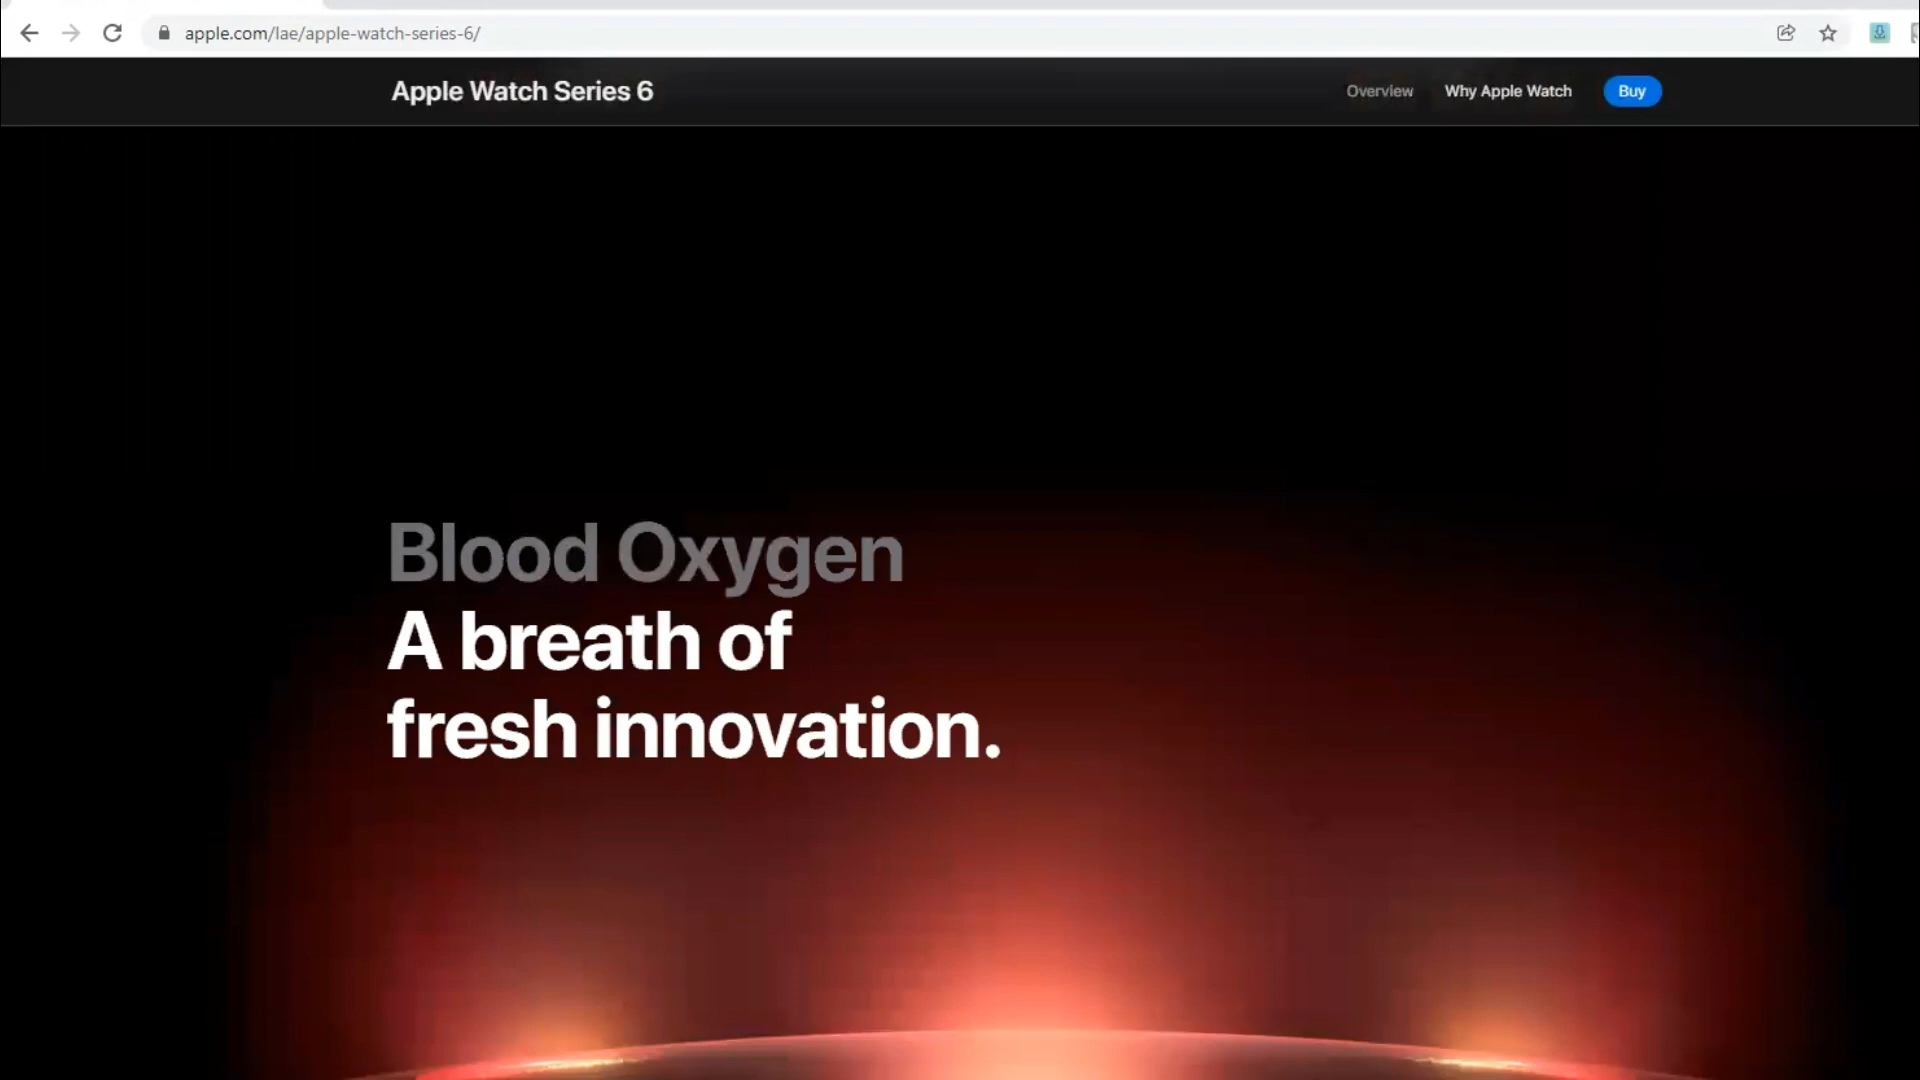 apple.com/lae/apple-watch-series-6/
Apple Watch Series 6
Overview
Why Apple Watch
Buy
Blood Oxygen
A breath of
fresh innovation.